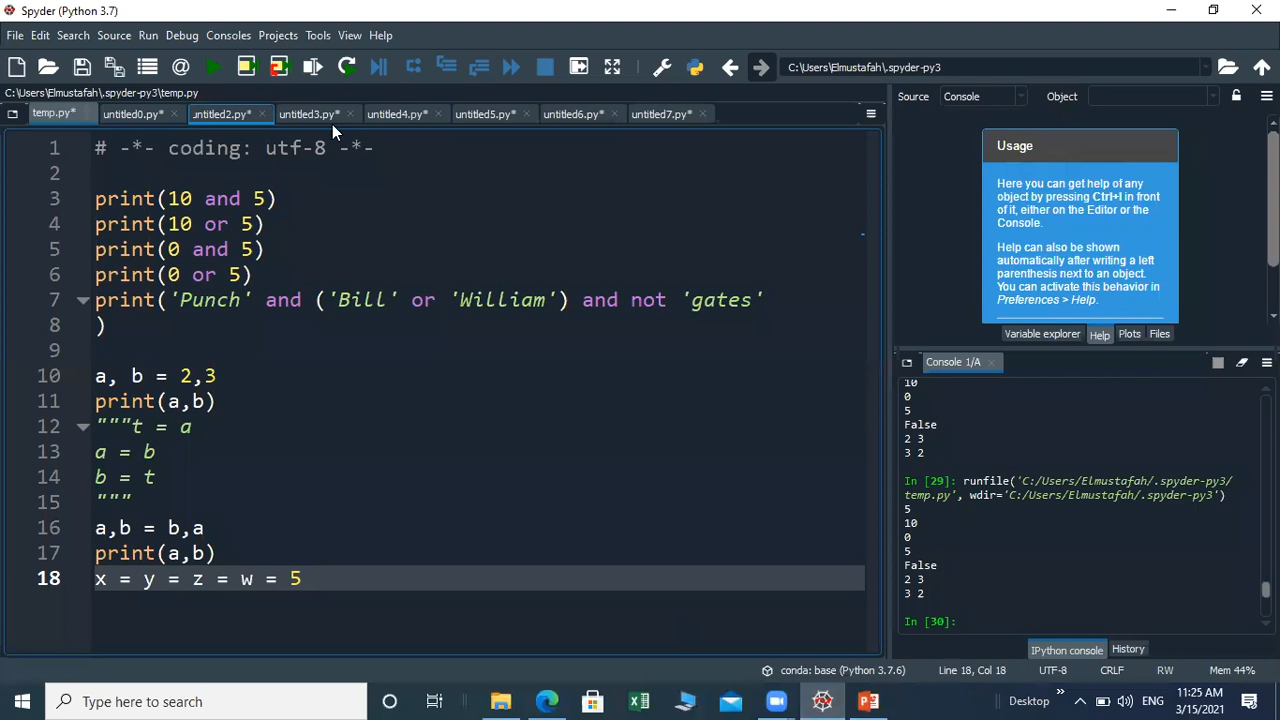 Spyder (Python 3.7)
File Edit Search Source Run Debug Consoles Projects Tools View Help
C:\Users\Elmustafah\.spyder-py3
C:\Users\Elmustafah\.spyder-py3\temp.py
temp.py* untitled0.py* untitled2.py* untitled3.py* untitled4.py* untitled5.py* untitled6.py* untitled7.py*
1 # -*- coding: utf-8 -*-
2
3 print(10 and 5)
4 print(10 or 5)
5 print(0 and 5)
6 print(0 or 5)
7 print('Punch' and ('Bill' or 'William') and not 'gates'
8 )
9
10 a, b = 2,3
11 print(a,b)
12 """t = a
13 a = b
14 b = t
15 """
16 a,b = b,a
17 print(a,b)
18 x = y = z = w = 5
Source Console Object
Usage
Here you can get help of any
object by pressing Ctrl+I in front
of it, either on the Editor or the
Console.
Help can also be shown
automatically after writing a left
parenthesis next to an object.
You can activate this behavior in
Preferences > Help.
Variable explorer Help Plots Files
Console 1/A
10
0
5
False
2 3
3 2
In [29]: runfile('C:/Users/Elmustafah/.spyder-py3/
temp.py', wdir='C:/Users/Elmustafah/.spyder-py3')
5
10
0
5
False
2 3
3 2
In [30]:
IPython console History
conda: base (Python 3.7.6) Line 18, Col 18 UTF-8 CRLF RW Mem 44%
Type here to search
Desktop
ENG
11:25 AM
3/15/2021